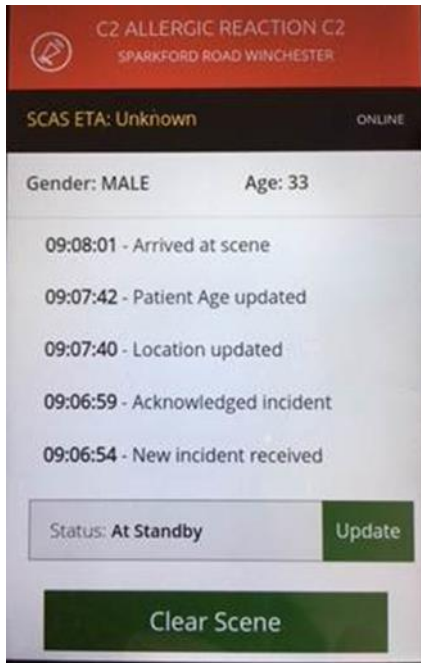 C2 ALLERGIC REACTION C2
SPARKFORD ROAD WINCHESTER
SCAS ETA: Unknown ONLINE
Gender: MALE Age: 33
09:08:01 - Arrived at scene
09:07:42 - Patient Age updated
09:07:40 - Location updated
09:06:59 - Acknowledged incident
09:06:54 - New incident received
Status: At Standby Update
Clear Scene